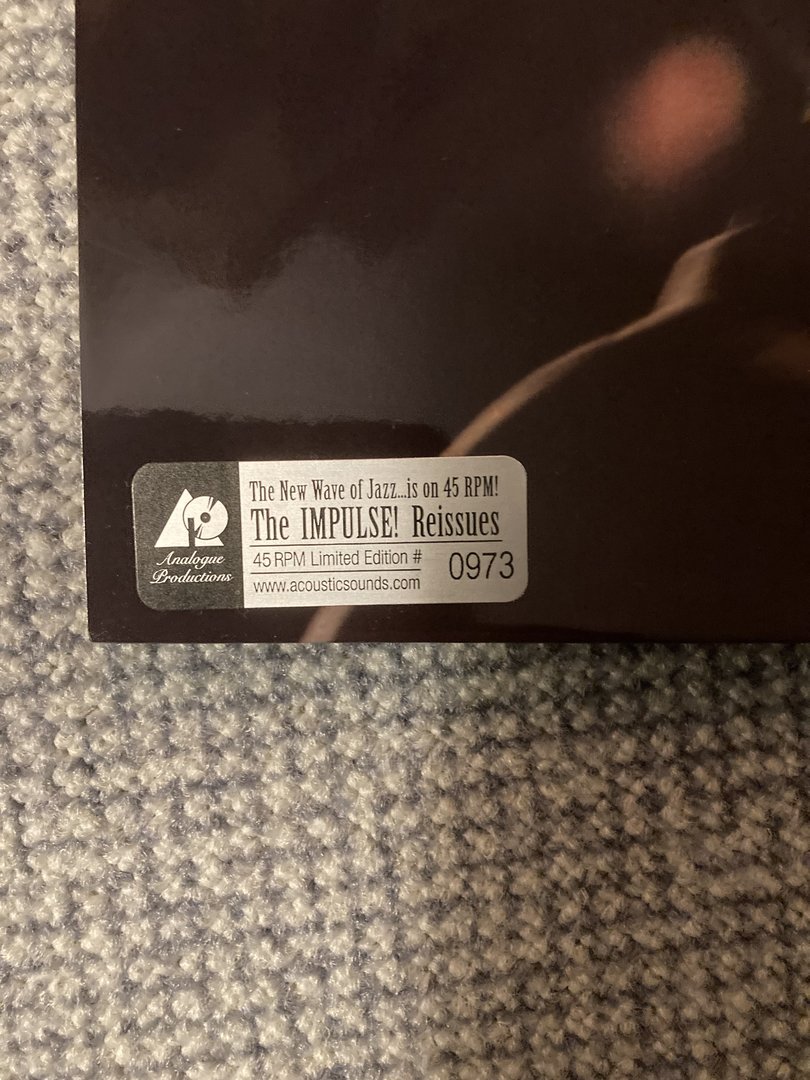 The New Wave of Jazz...is on 45 RPM!
The IMPULSE! Reissues
45 RPM Limited Edition # 0973
www.acousticsounds.com
AP
Analogue
Productions